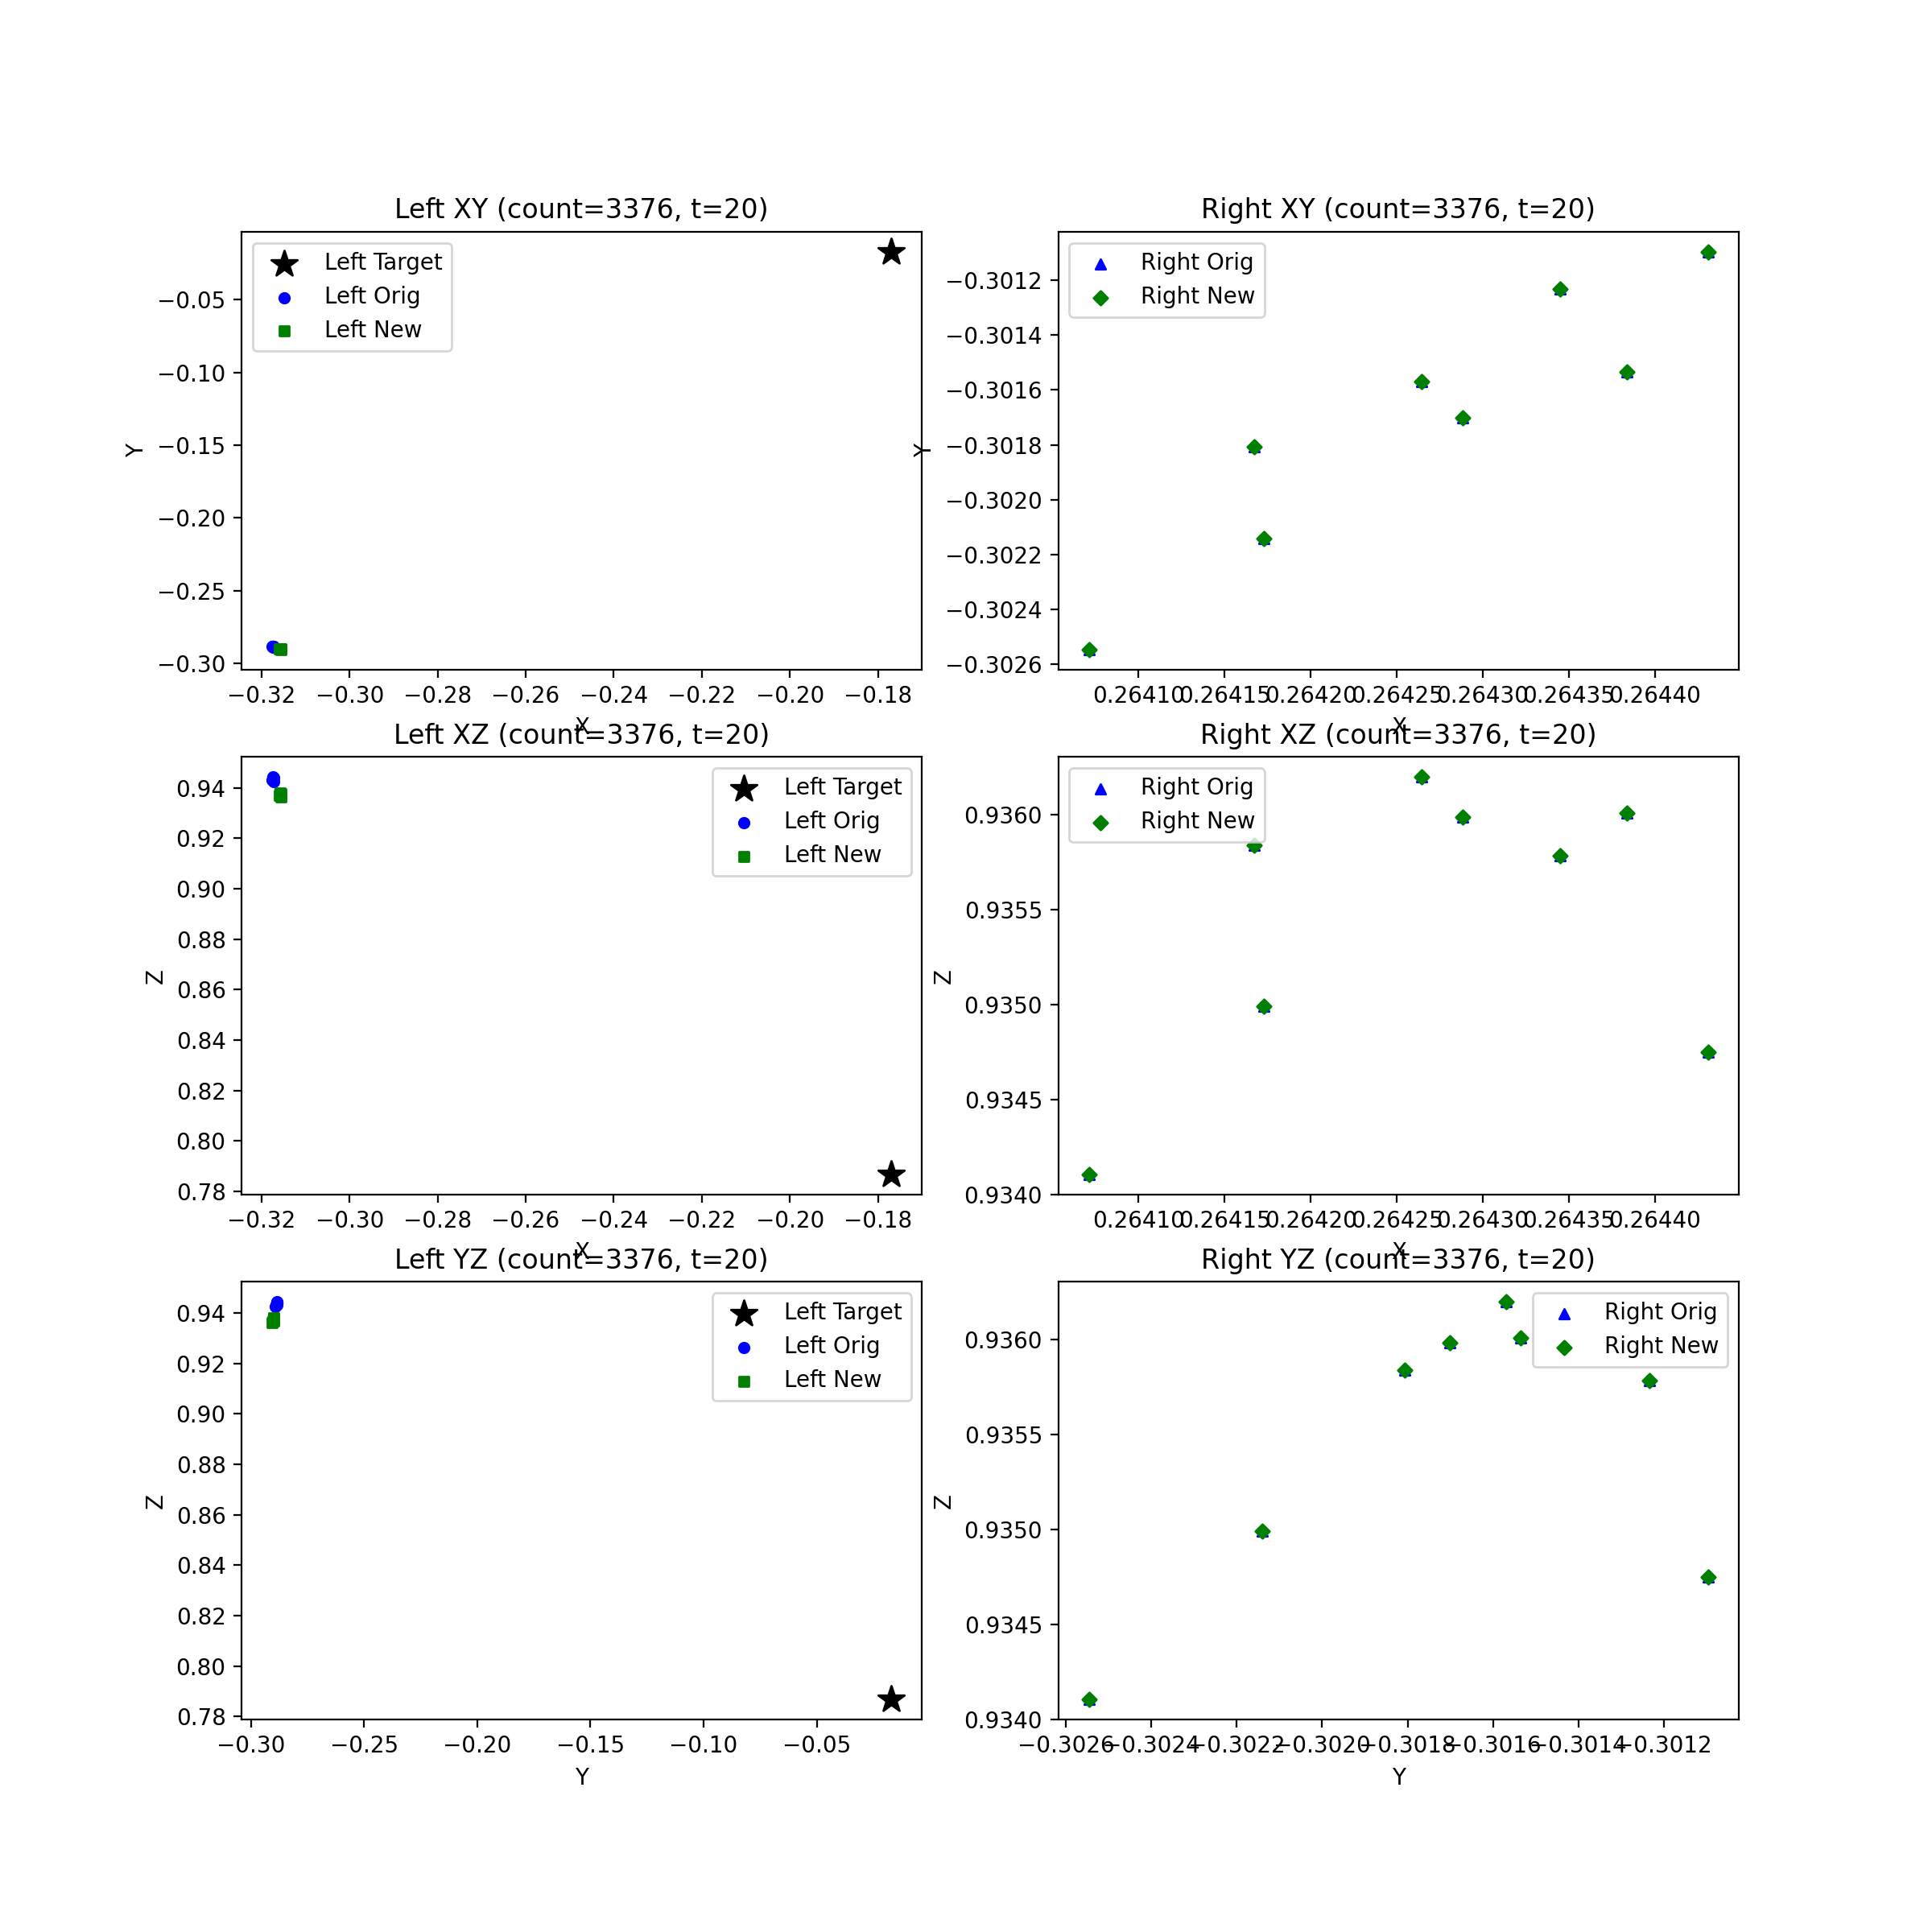 Left XY (count=3376, t=20)
Left Target
Left Orig
Left New
Y
−0.05
−0.10
−0.15
−0.20
−0.25
−0.30
−0.32 −0.30 −0.28 −0.26 −0.24 −0.22 −0.20 −0.18
X
Right XY (count=3376, t=20)
Right Orig
Right New
Y
−0.3012
−0.3014
−0.3016
−0.3018
−0.3020
−0.3022
−0.3024
−0.3026
0.26410 0.26415 0.26420 0.26425 0.26430 0.26435 0.26440
X
Left XZ (count=3376, t=20)
Left Target
Left Orig
Left New
Z
0.94
0.92
0.90
0.88
0.86
0.84
0.82
0.80
0.78
−0.32 −0.30 −0.28 −0.26 −0.24 −0.22 −0.20 −0.18
X
Right XZ (count=3376, t=20)
Right Orig
Right New
Z
0.9360
0.9355
0.9350
0.9345
0.9340
0.26410 0.26415 0.26420 0.26425 0.26430 0.26435 0.26440
X
Left YZ (count=3376, t=20)
Left Target
Left Orig
Left New
Z
0.94
0.92
0.90
0.88
0.86
0.84
0.82
0.80
0.78
−0.30 −0.25 −0.20 −0.15 −0.10 −0.05
Y
Right YZ (count=3376, t=20)
Right Orig
Right New
Z
0.9360
0.9355
0.9350
0.9345
0.9340
−0.3026 −0.3024 −0.3022 −0.3020 −0.3018 −0.3016 −0.3014 −0.3012
Y